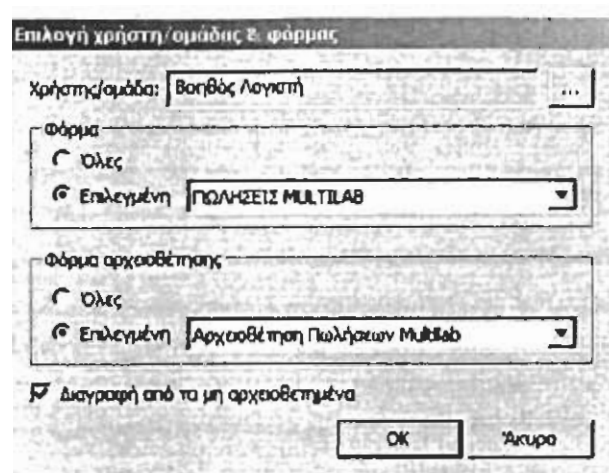 Επιλογή χρήστη/ομάδας & φόρμας
Χρήστης/ομάδα: Βοηθός Λογιστή ...
Φόρμα
Όλες
Επιλεγμένη ΠΩΛΗΣΕΙΣ MULTILAB
Φόρμα αρχειοθέτησης
Όλες
Επιλεγμένη Αρχειοθέτηση Πωλήσεων Multilab
Διαγραφή από τα μη αρχειοθετημένα
OK Άκυρο